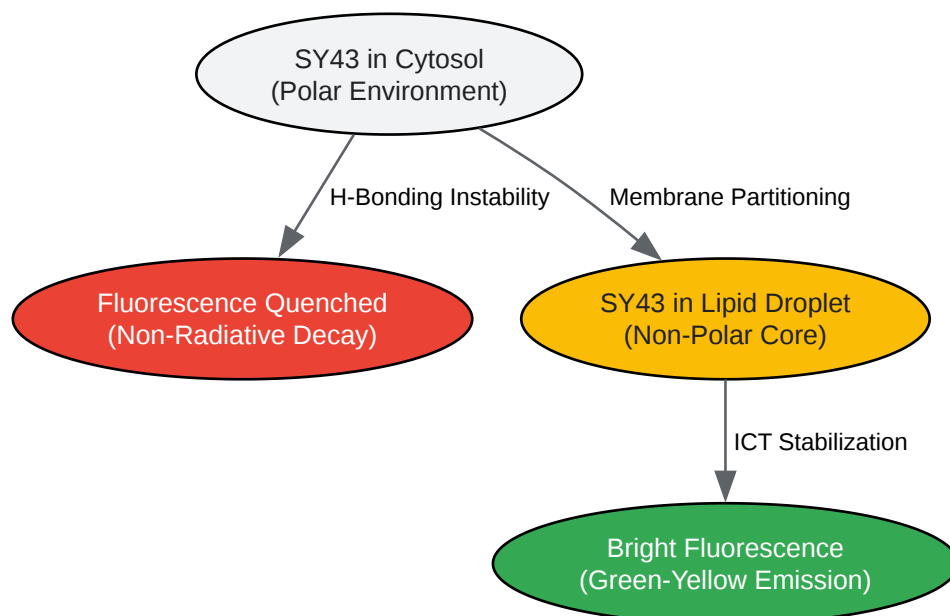 SY43 in Cytosol
(Polar Environment)
H-Bonding Instability
Membrane Partitioning
Fluorescence Quenched
(Non-Radiative Decay)
SY43 in Lipid Droplet
(Non-Polar Core)
ICT Stabilization
Bright Fluorescence
(Green-Yellow Emission)